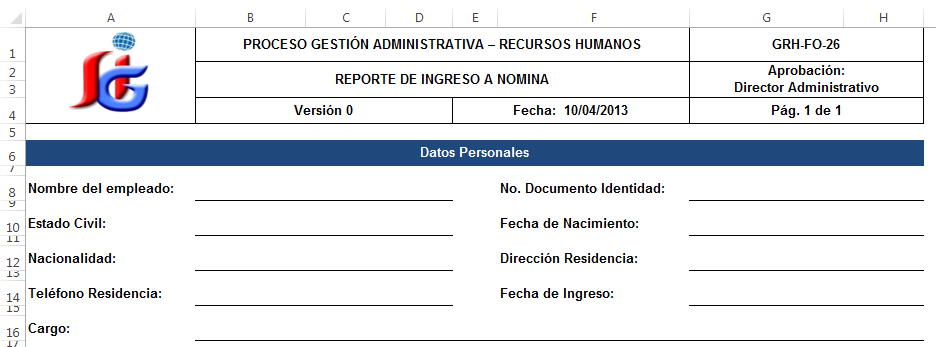 A B C D E F G H
1 PROCESO GESTIÓN ADMINISTRATIVA – RECURSOS HUMANOS GRH-FO-26
2 REPORTE DE INGRESO A NOMINA Aprobación:
3 Director Administrativo
4 Versión 0 Fecha: 10/04/2013 Pág. 1 de 1
5
6 Datos Personales
7
8 Nombre del empleado: No. Documento Identidad:
9
10 Estado Civil: Fecha de Nacimiento:
11
12 Nacionalidad: Dirección Residencia:
13
14 Teléfono Residencia: Fecha de Ingreso:
15
16 Cargo:
17